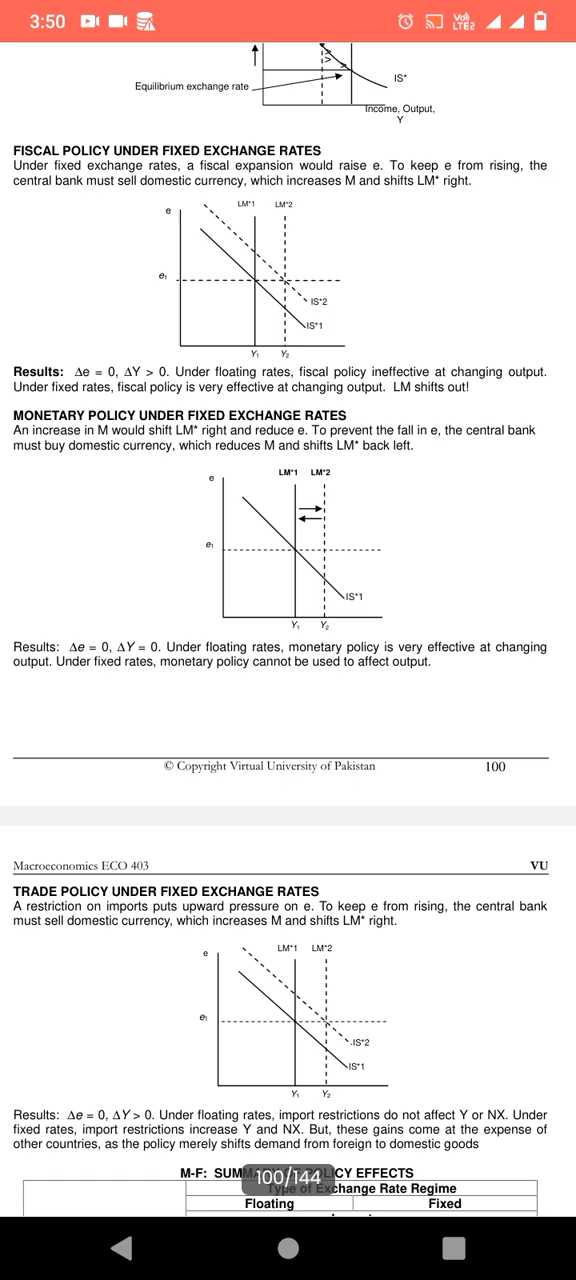 3:50
Vo))
LTE2
IS*
Equilibrium exchange rate
Income, Output,
Y
FISCAL POLICY UNDER FIXED EXCHANGE RATES
Under fixed exchange rates, a fiscal expansion would raise e. To keep e from rising, the
central bank must sell domestic currency, which increases M and shifts LM* right.
LM*1 LM*2
e
e1
IS*2
IS*1
Y1 Y2
Results: Δe = 0, ΔY > 0. Under floating rates, fiscal policy ineffective at changing output.
Under fixed rates, fiscal policy is very effective at changing output. LM shifts out!
MONETARY POLICY UNDER FIXED EXCHANGE RATES
An increase in M would shift LM* right and reduce e. To prevent the fall in e, the central bank
must buy domestic currency, which reduces M and shifts LM* back left.
LM*1 LM*2
e
e1
IS*1
Y1 Y2
Results: Δe = 0, ΔY = 0. Under floating rates, monetary policy is very effective at changing
output. Under fixed rates, monetary policy cannot be used to affect output.
© Copyright Virtual University of Pakistan 100
Macroeconomics ECO 403 VU
TRADE POLICY UNDER FIXED EXCHANGE RATES
A restriction on imports puts upward pressure on e. To keep e from rising, the central bank
must sell domestic currency, which increases M and shifts LM* right.
LM*1 LM*2
e
e1
IS*2
IS*1
Y1 Y2
Results: Δe = 0, ΔY > 0. Under floating rates, import restrictions do not affect Y or NX. Under
fixed rates, import restrictions increase Y and NX. But, these gains come at the expense of
other countries, as the policy merely shifts demand from foreign to domestic goods
M-F: SUMMARY OF POLICY EFFECTS
100/144
Type of Exchange Rate Regime
Floating Fixed